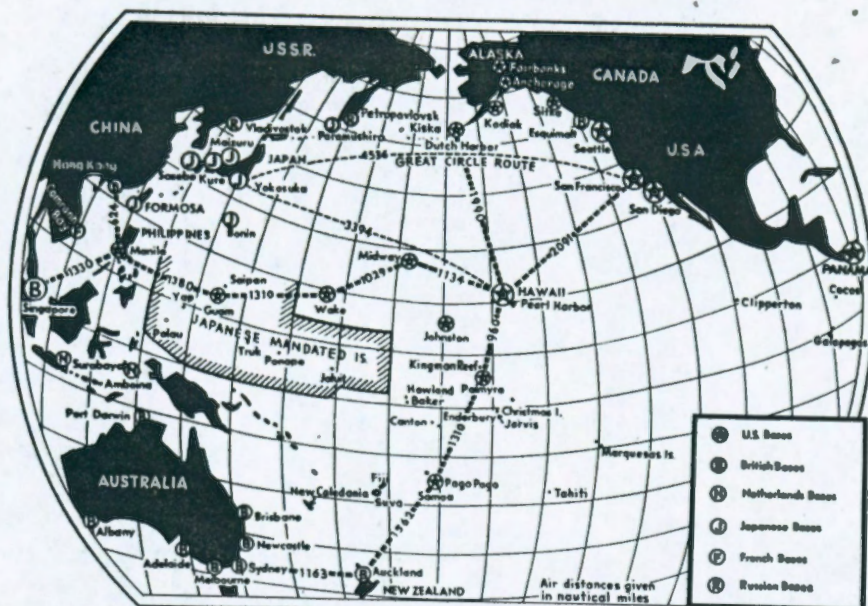 U.S.S.R.
ALASKA
Fairbanks
Anchorage
CANADA
CHINA
Vladivostok
Maizuru
Petropavlovsk
Paramushiro
Kiska
Dutch Harbor
Kodiak
Sitka
Esquimalt
Seattle
U.S.A.
Hong Kong
Sasebo
Kure
JAPAN
Yokosuka
4536
GREAT CIRCLE ROUTE
San Francisco
San Diego
FORMOSA
PHILIPPINES
Manila
Bonin
3394
1990
2091
PANAMA
Cocos
Galapagos
Clipperton
1330
B
Singapore
1380
Yap
Guam
Saipan
1310
Wake
Midway
1034
1134
HAWAII
Pearl Harbor
Palau
JAPANESE MANDATED IS.
Truk
Ponape
Jaluit
Johnston
960
Kingman Reef
Palmyra
Howland
Baker
Canton
Enderbury
Christmas I.
Jarvis
1310
Surabaya
Amboina
Port Darwin
AUSTRALIA
Marquesas Is.
Tahiti
New Caledonia
Fiji
Suva
Pago Pago
Samoa
Brisbane
Newcastle
Sydney
Albany
Adelaide
Melbourne
1163
Auckland
NEW ZEALAND
Air distances given
in nautical miles
U.S. Bases
British Bases
N Netherlands Bases
J Japanese Bases
F French Bases
R Russian Bases